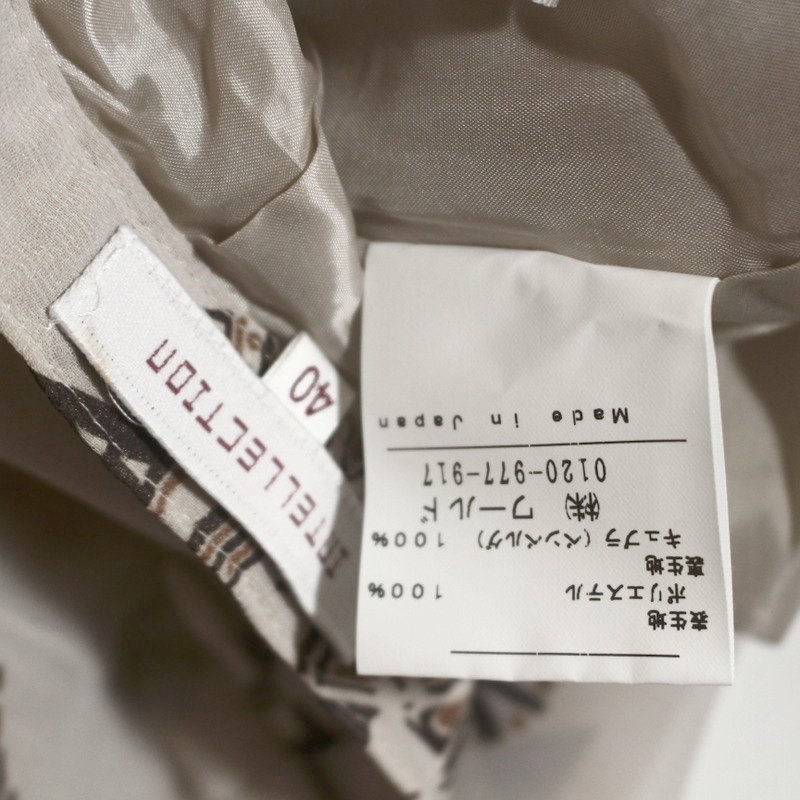 INTELLECTION
40
表生地
ポリエステル 100%
裏生地
キュプラ(ベンベルグ) 100%
㈱ ワールド
0120-977-917
Made in Japan